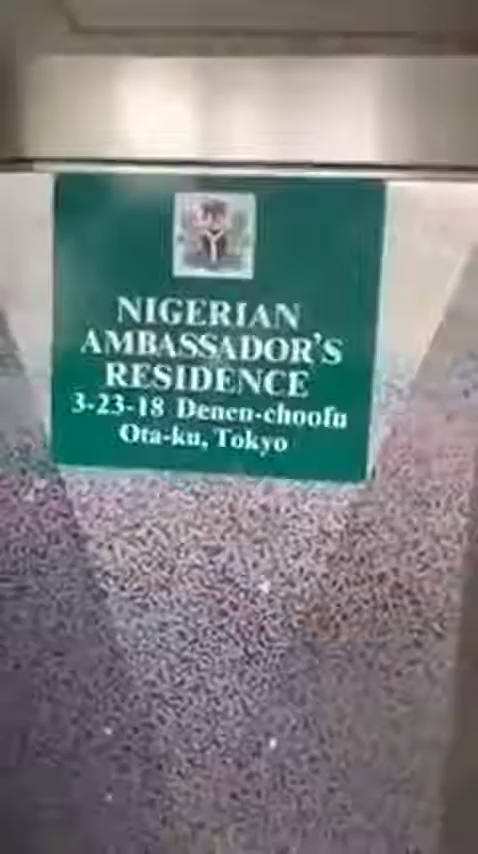 NIGERIAN
AMBASSADOR'S
RESIDENCE
3-23-18 Denen-choofu
Ota-ku, Tokyo